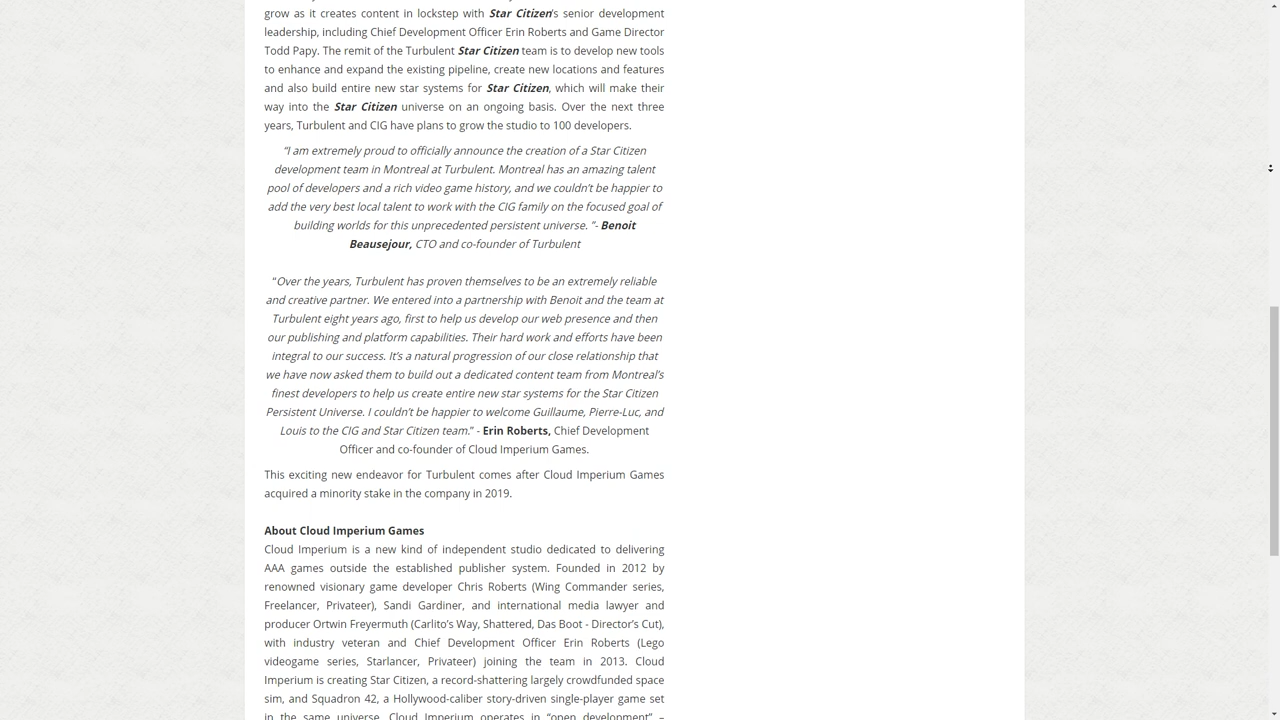 grow as it creates content in lockstep with Star Citizen's senior development
leadership, including Chief Development Officer Erin Roberts and Game Director
Todd Papy. The remit of the Turbulent Star Citizen team is to develop new tools
to enhance and expand the existing pipeline, create new locations and features
and also build entire new star systems for Star Citizen, which will make their
way into the Star Citizen universe on an ongoing basis. Over the next three
years, Turbulent and CIG have plans to grow the studio to 100 developers.
“I am extremely proud to officially announce the creation of a Star Citizen
development team in Montreal at Turbulent. Montreal has an amazing talent
pool of developers and a rich video game history, and we couldn’t be happier to
add the very best local talent to work with the CIG family on the focused goal of
building worlds for this unprecedented persistent universe. ”- Benoit
Beausejour, CTO and co-founder of Turbulent
“Over the years, Turbulent has proven themselves to be an extremely reliable
and creative partner. We entered into a partnership with Benoit and the team at
Turbulent eight years ago, first to help us develop our web presence and then
our publishing and platform capabilities. Their hard work and efforts have been
integral to our success. It’s a natural progression of our close relationship that
we have now asked them to build out a dedicated content team from Montreal’s
finest developers to help us create entire new star systems for the Star Citizen
Persistent Universe. I couldn’t be happier to welcome Guillaume, Pierre-Luc, and
Louis to the CIG and Star Citizen team." - Erin Roberts, Chief Development
Officer and co-founder of Cloud Imperium Games.
This exciting new endeavor for Turbulent comes after Cloud Imperium Games
acquired a minority stake in the company in 2019.
About Cloud Imperium Games
Cloud Imperium is a new kind of independent studio dedicated to delivering
AAA games outside the established publisher system. Founded in 2012 by
renowned visionary game developer Chris Roberts (Wing Commander series,
Freelancer, Privateer), Sandi Gardiner, and international media lawyer and
producer Ortwin Freyermuth (Carlito’s Way, Shattered, Das Boot - Director’s Cut),
with industry veteran and Chief Development Officer Erin Roberts (Lego
videogame series, Starlancer, Privateer) joining the team in 2013. Cloud
Imperium is creating Star Citizen, a record-shattering largely crowdfunded space
sim, and Squadron 42, a Hollywood-caliber story-driven single-player game set
in the same universe. Cloud Imperium operates in “open development” –